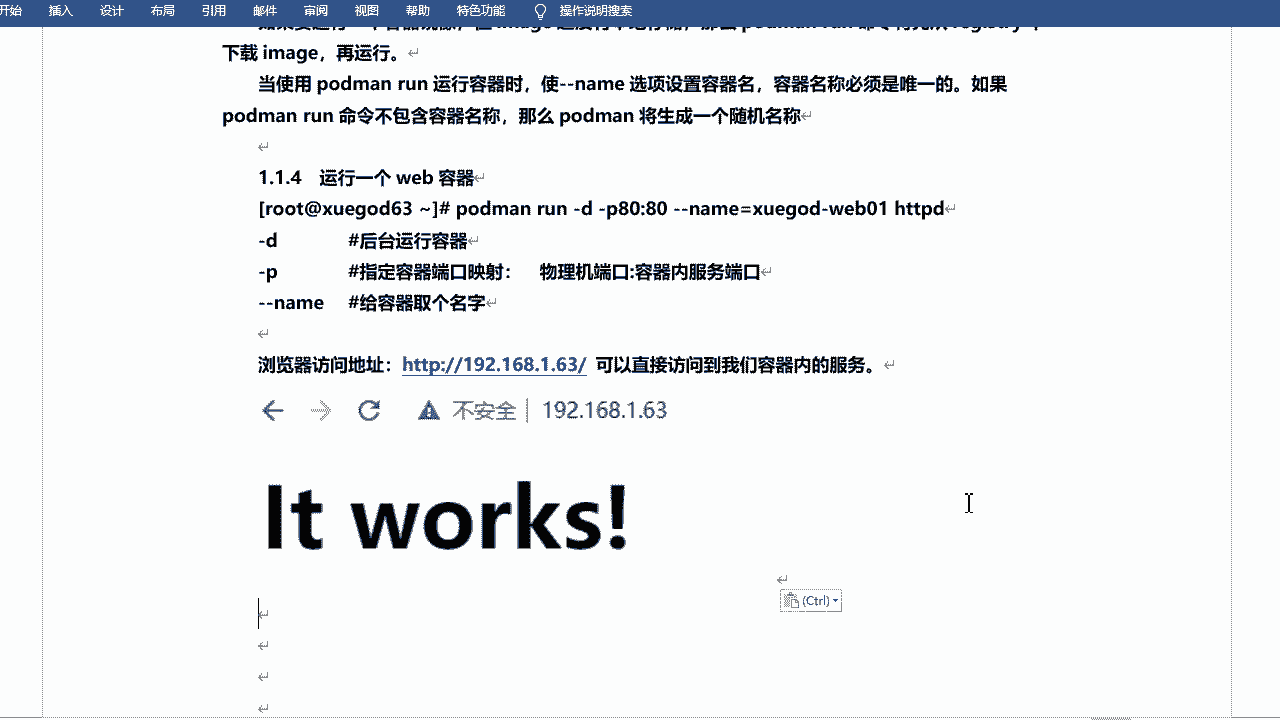 开始 插入 设计 布局 引用 邮件 审阅 视图 帮助 特色功能 操作说明搜索
下载 image，再运行。
当使用 podman run 运行容器时，使--name 选项设置容器名，容器名称必须是唯一的。如果
podman run 命令不包含容器名称，那么 podman 将生成一个随机名称
1.1.4 运行一个 web 容器
[root@xuegod63 ~]# podman run -d -p80:80 --name=xuegod-web01 httpd
-d #后台运行容器
-p #指定容器端口映射： 物理机端口:容器内服务端口
--name #给容器取个名字
浏览器访问地址：http://192.168.1.63/ 可以直接访问到我们容器内的服务。
不安全 | 192.168.1.63
It works!
(Ctrl)